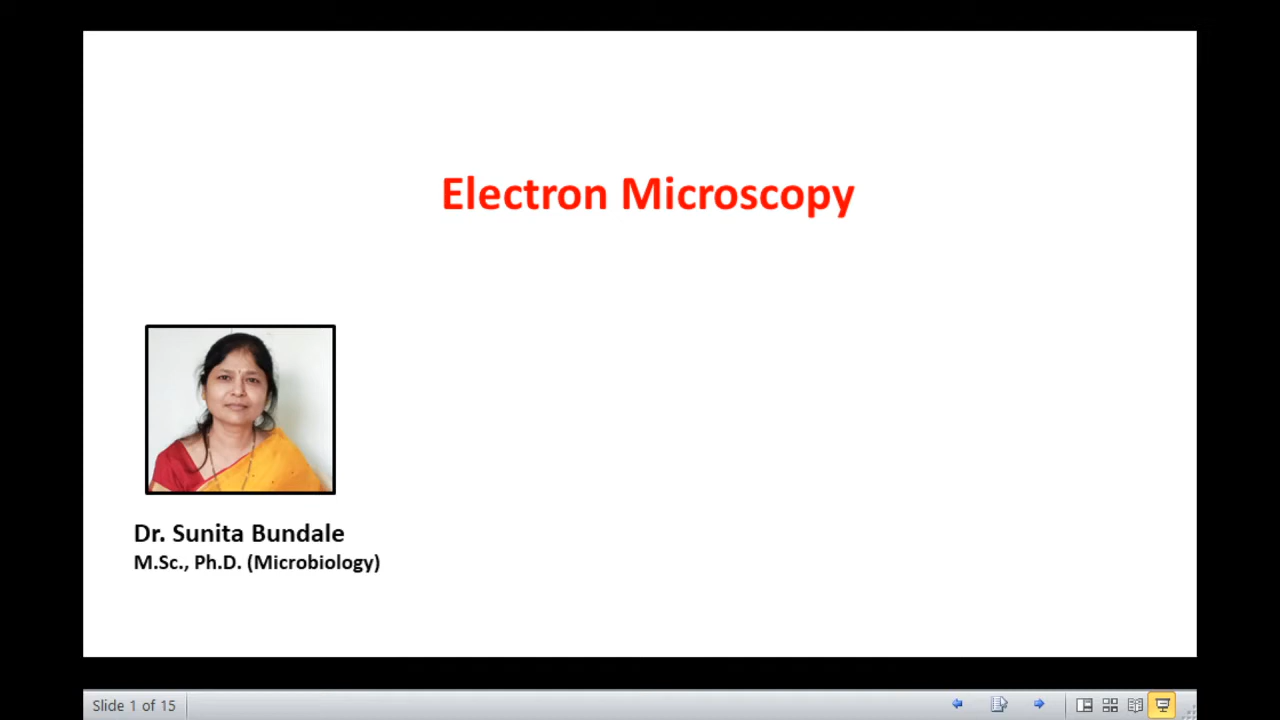 Electron Microscopy
Dr. Sunita Bundale
M.Sc., Ph.D. (Microbiology)
Slide 1 of 15